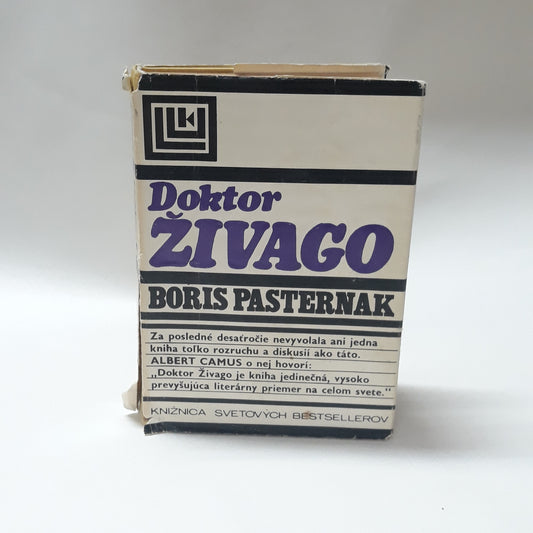 Doktor
ŽIVAGO
BORIS PASTERNAK
Za posledné desaťročie nevyvolala ani jedna
kniha toľko rozruchu a diskusií ako táto.
ALBERT CAMUS o nej hovorí:
„Doktor Živago je kniha jedinečná, vysoko
prevyšujúca literárny priemer na celom svete."
KNIŽNICA SVETOVÝCH BESTSELLEROV